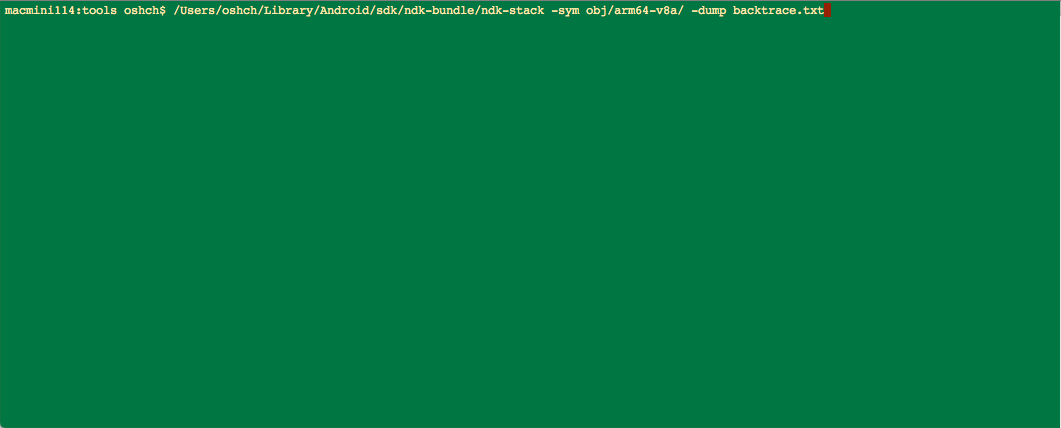 macmini114:tools oshch$ /Users/oshch/Library/Android/sdk/ndk-bundle/ndk-stack -sym obj/arm64-v8a/ -dump backtrace.txt